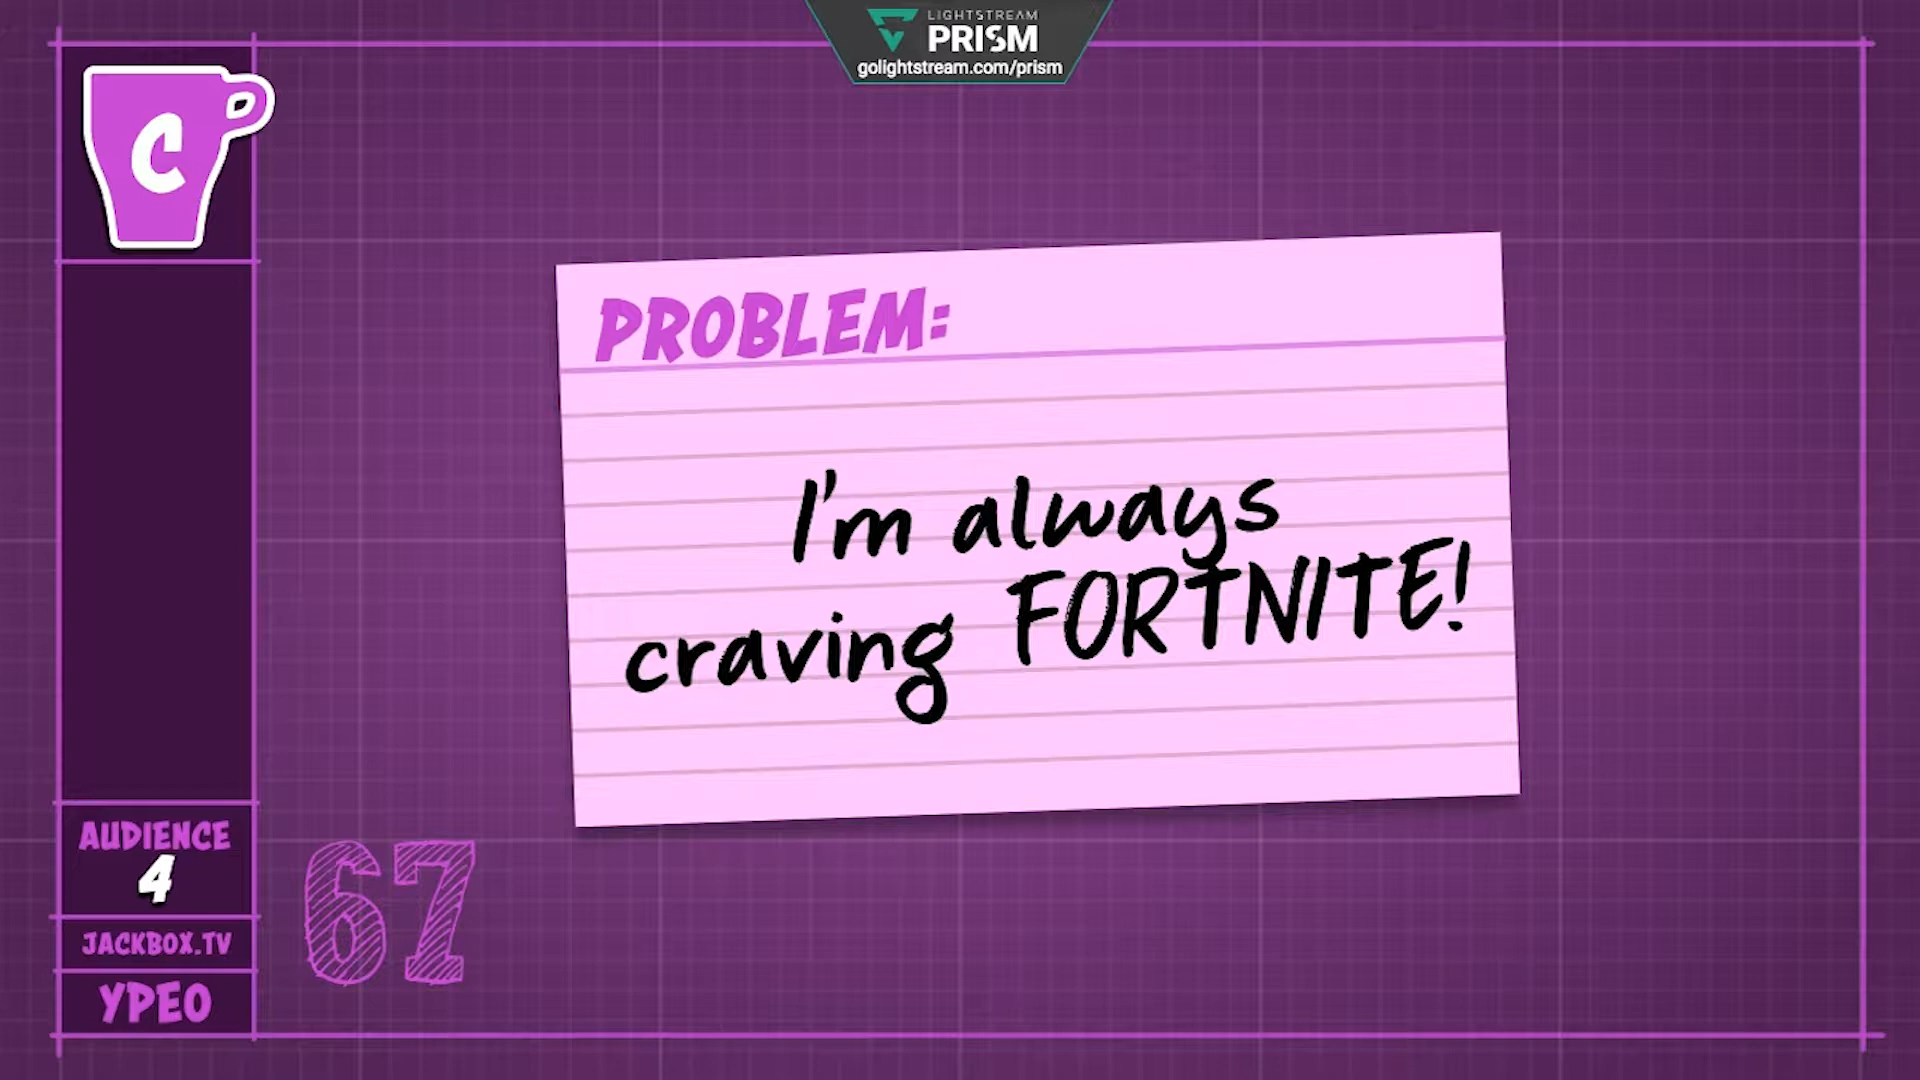 LIGHTSTREAM
PRISM
golightstream.com/prism
C
PROBLEM:
I'm always
craving FORTNITE!
AUDIENCE
4
67
JACKBOX.TV
YPEO